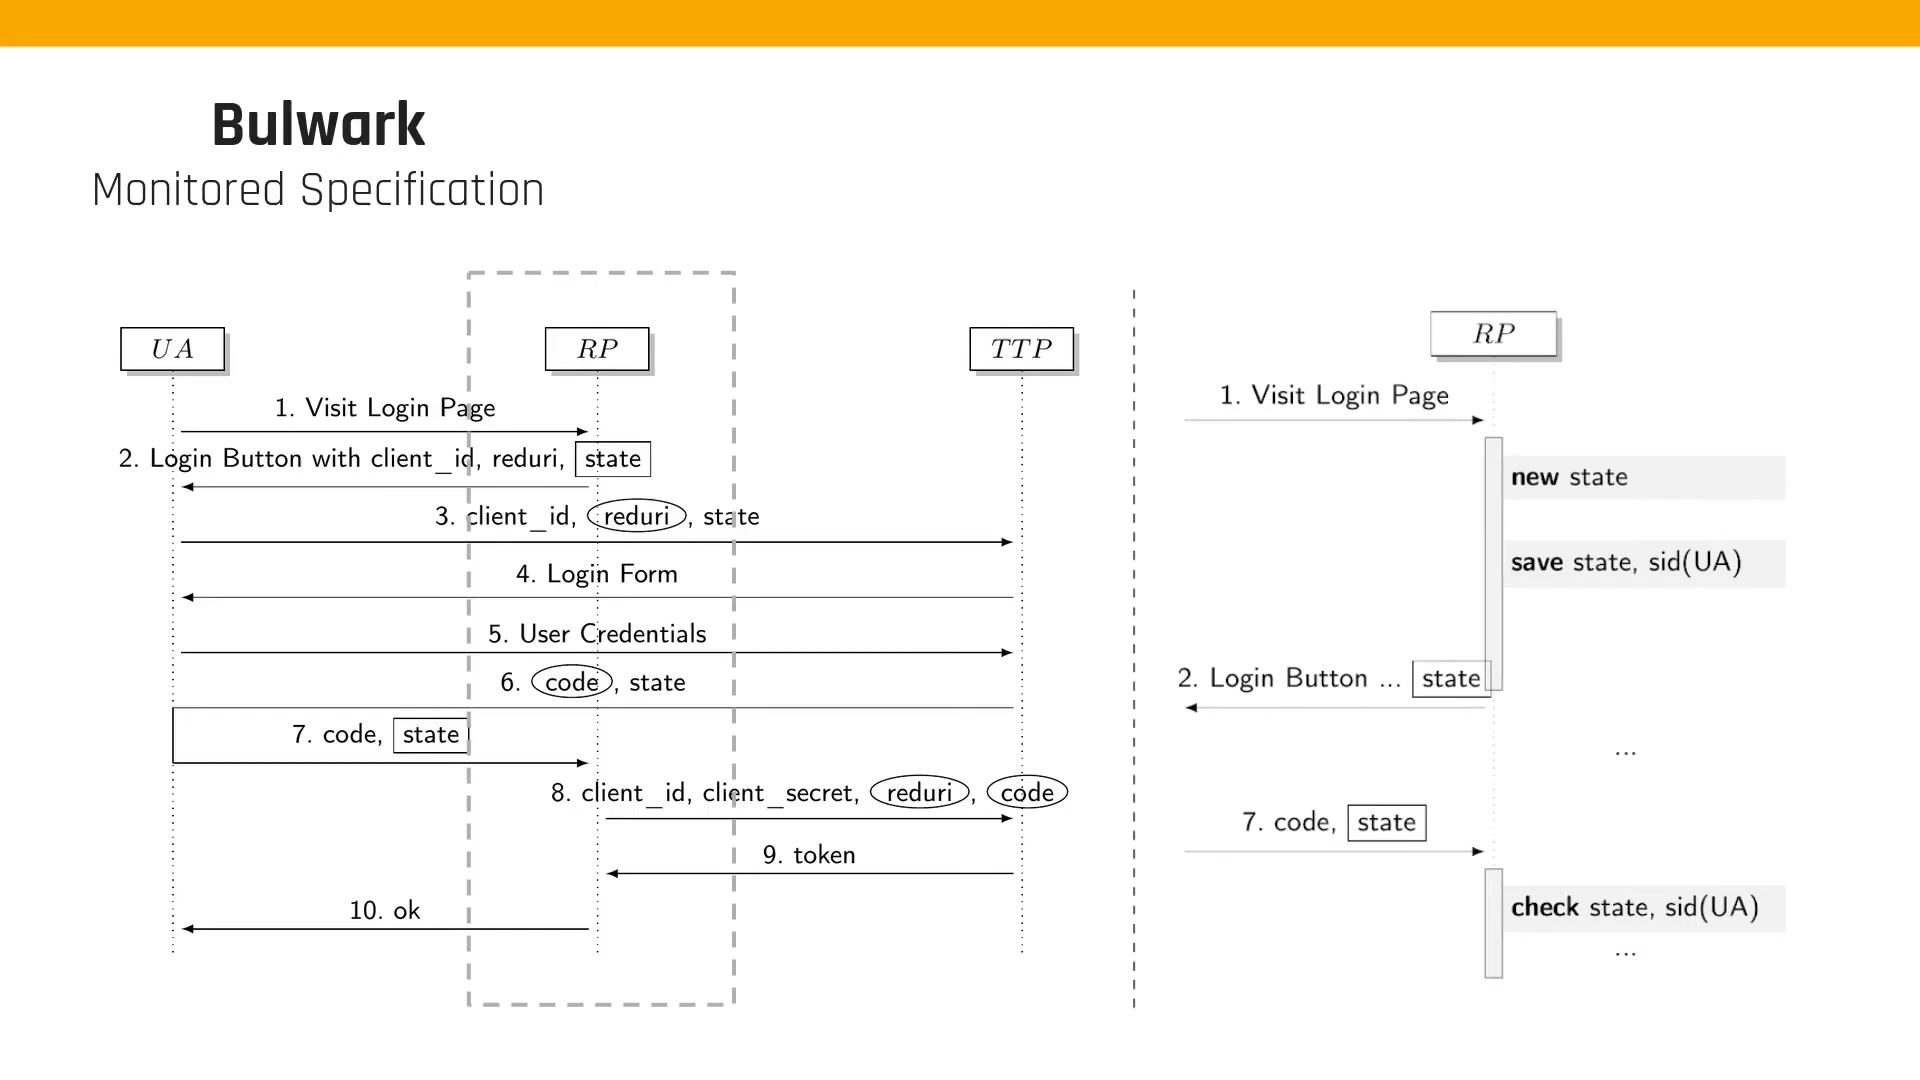 Bulwark
Monitored Specification
UA
RP
TTP
1. Visit Login Page
2. Login Button with client_id, reduri, state
3. client_id, reduri, state
4. Login Form
5. User Credentials
6. code, state
7. code, state
8. client_id, client_secret, reduri, code
9. token
10. ok
RP
1. Visit Login Page
new state
save state, sid(UA)
2. Login Button ... state
...
7. code, state
check state, sid(UA)
...